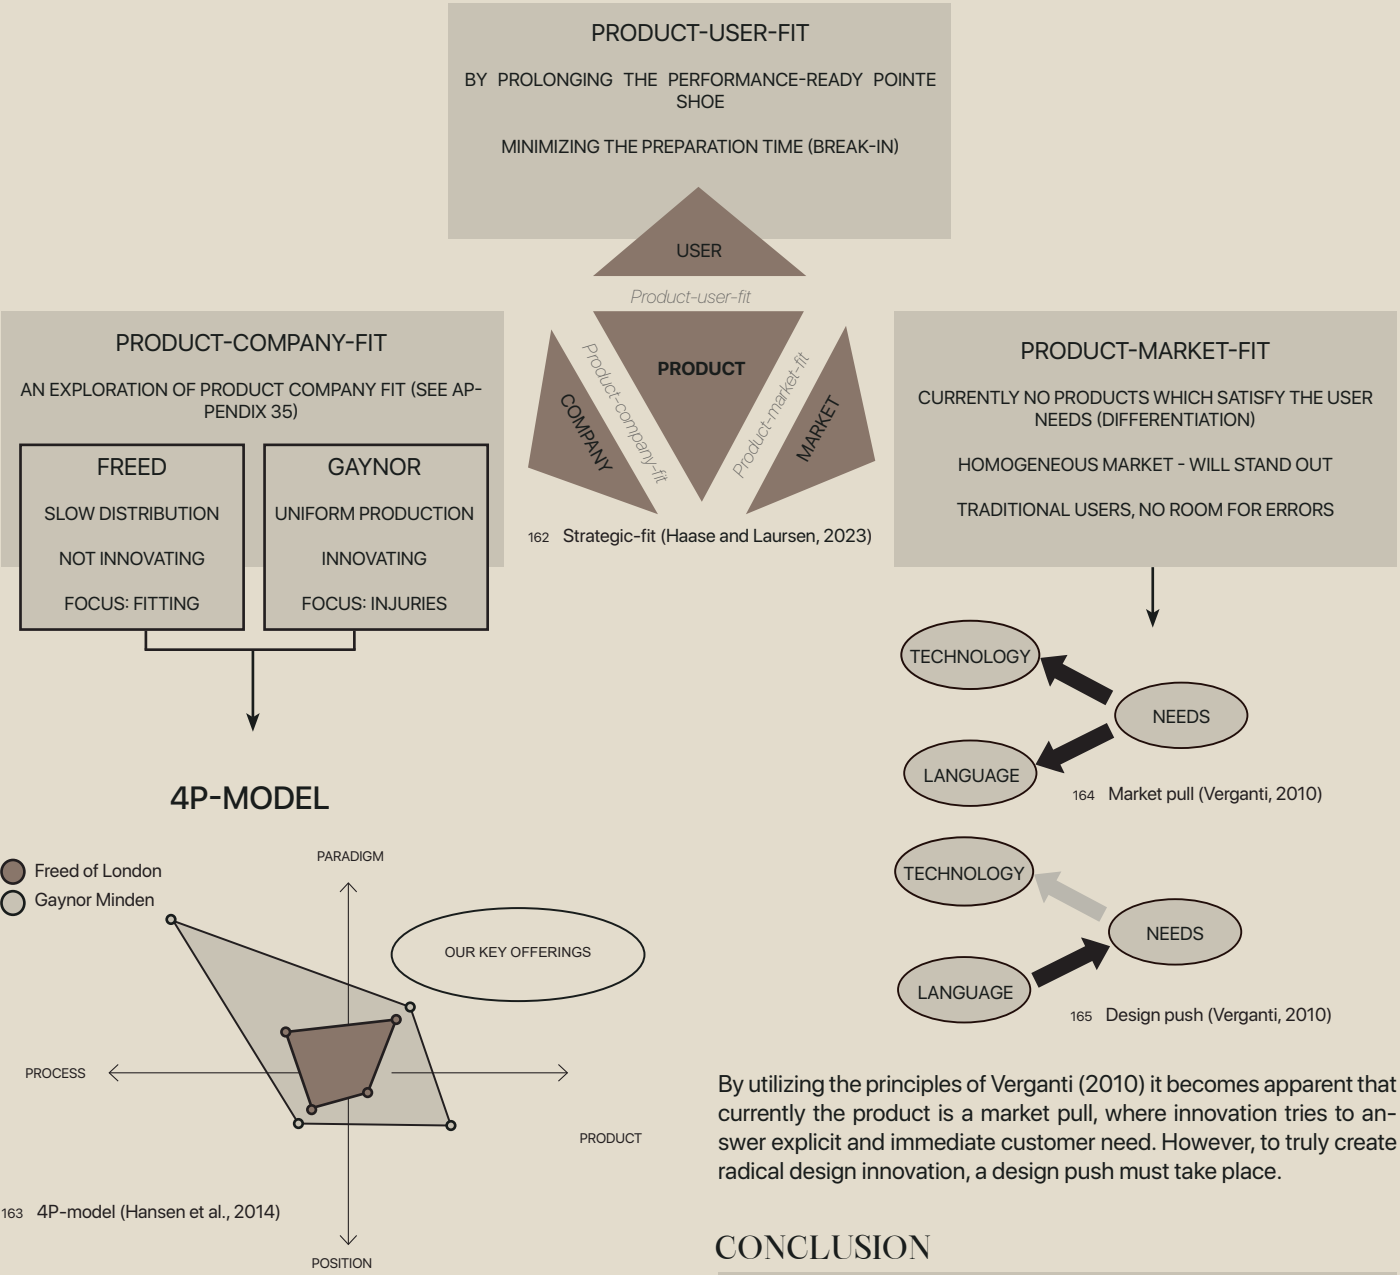 PRODUCT-USER-FIT
BY PROLONGING THE PERFORMANCE-READY POINTE
SHOE
MINIMIZING THE PREPARATION TIME (BREAK-IN)
USER
Product-user-fit
PRODUCT
COMPANY
Product-company-fit
Product-market-fit
MARKET
162 Strategic-fit (Haase and Laursen, 2023)
PRODUCT-COMPANY-FIT
AN EXPLORATION OF PRODUCT COMPANY FIT (SEE AP-
PENDIX 35)
FREED
SLOW DISTRIBUTION
NOT INNOVATING
FOCUS: FITTING
GAYNOR
UNIFORM PRODUCTION
INNOVATING
FOCUS: INJURIES
PRODUCT-MARKET-FIT
CURRENTLY NO PRODUCTS WHICH SATISFY THE USER
NEEDS (DIFFERENTIATION)
HOMOGENEOUS MARKET - WILL STAND OUT
TRADITIONAL USERS, NO ROOM FOR ERRORS
TECHNOLOGY
NEEDS
LANGUAGE
164 Market pull (Verganti, 2010)
TECHNOLOGY
NEEDS
LANGUAGE
165 Design push (Verganti, 2010)
4P-MODEL
Freed of London
Gaynor Minden
PARADIGM
OUR KEY OFFERINGS
PROCESS
PRODUCT
163 4P-model (Hansen et al., 2014)
POSITION
By utilizing the principles of Verganti (2010) it becomes apparent that
currently the product is a market pull, where innovation tries to an-
swer explicit and immediate customer need. However, to truly create
radical design innovation, a design push must take place.
CONCLUSION